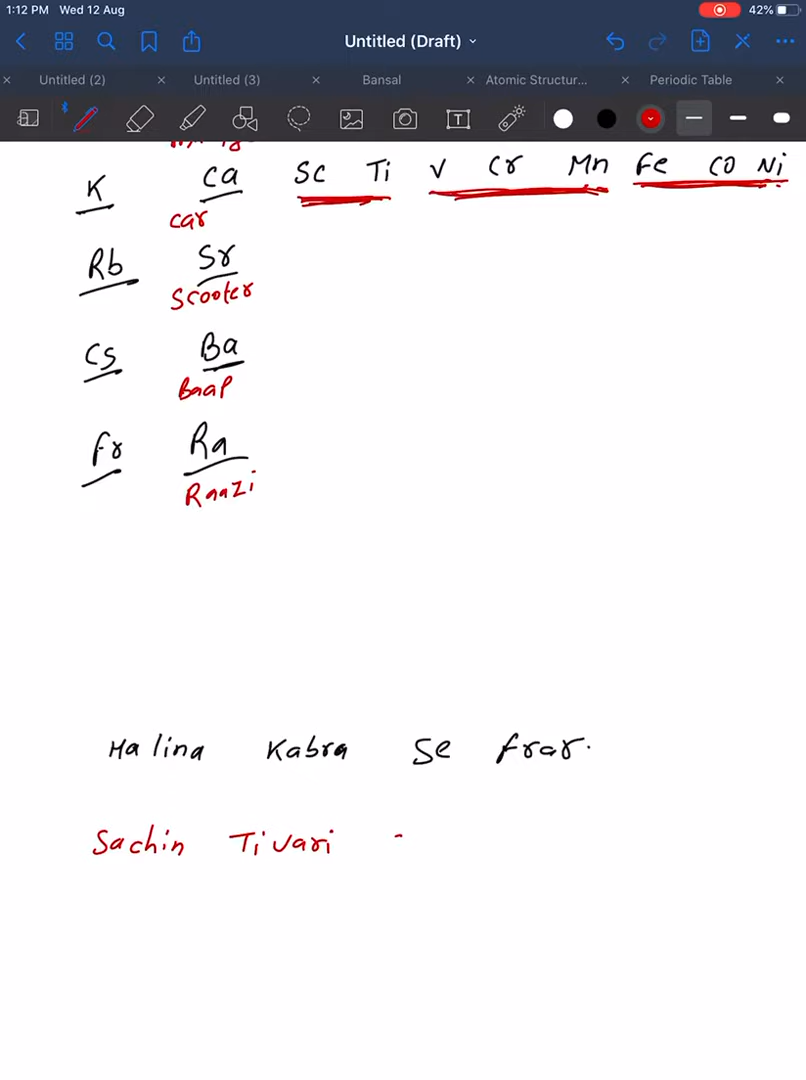 1:12 PM Wed 12 Aug 42%
Untitled (Draft)
Untitled (2) Untitled (3) Bansal Atomic Structur... Periodic Table
K Ca Sc Ti V Cr Mn Fe CO Ni
Car
Rb Sr
Scooter
Cs Ba
Baap
Fr Ra
Raazi
Halina Kabra Se frar.
Sachin Tivari